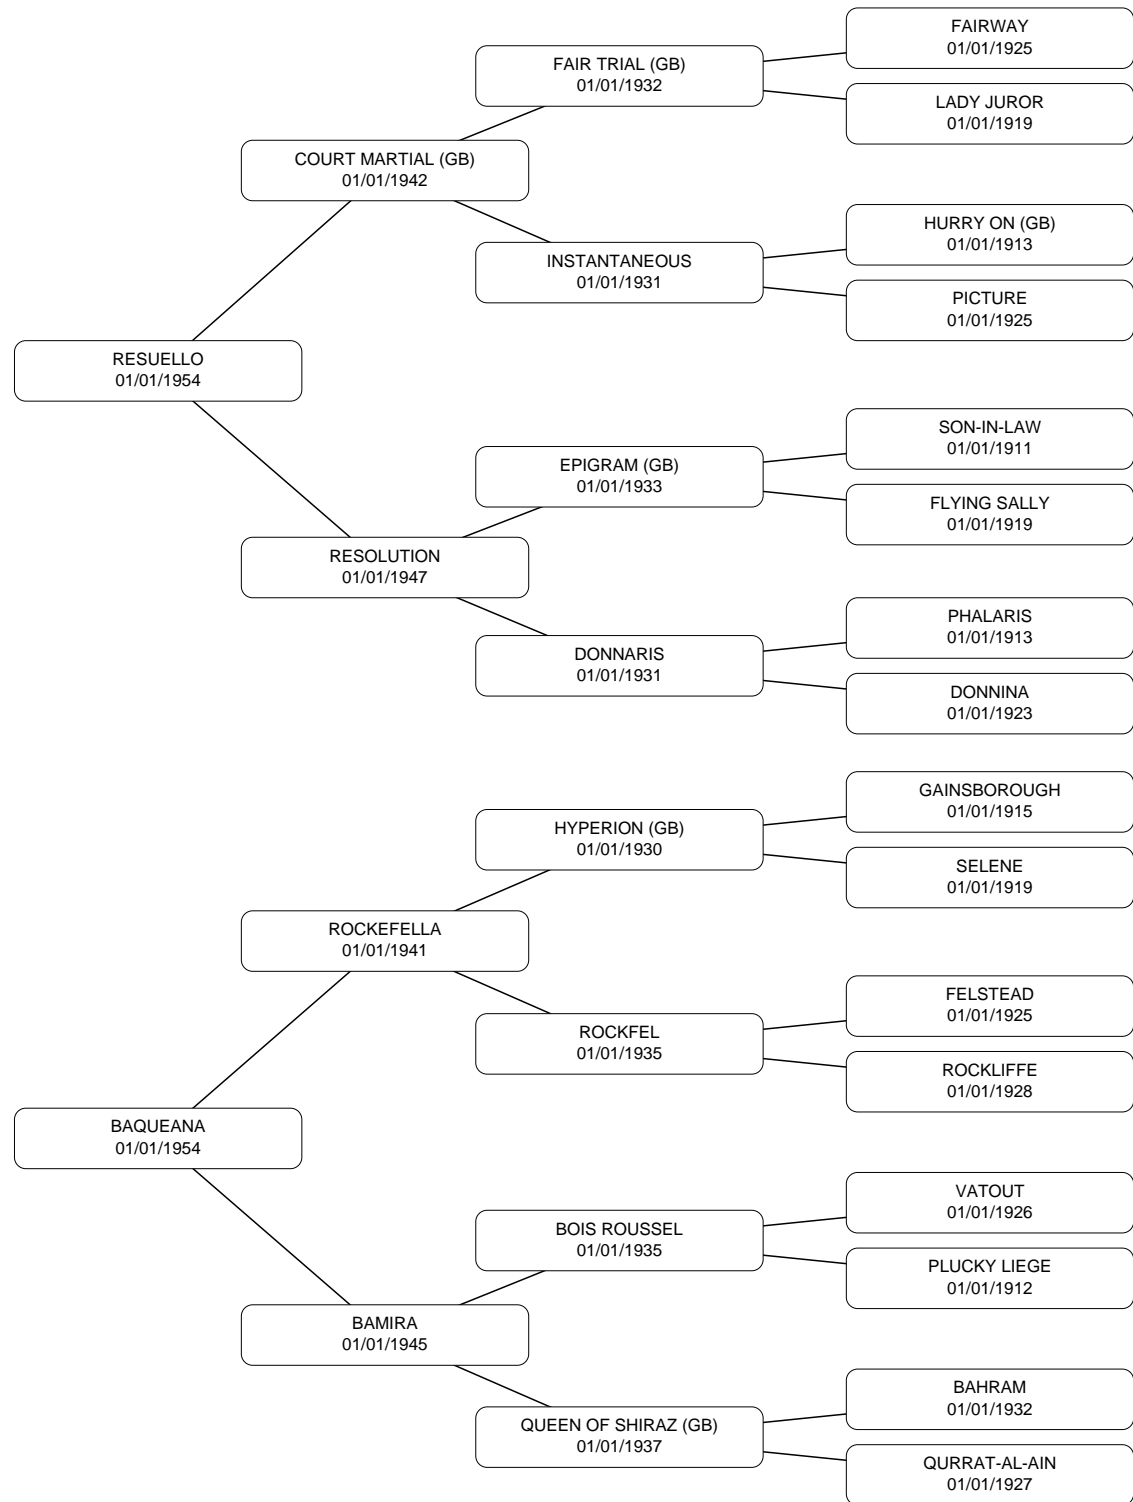 FAIRWAY
01/01/1925
FAIR TRIAL (GB)
01/01/1932
LADY JUROR
01/01/1919
COURT MARTIAL (GB)
01/01/1942
HURRY ON (GB)
01/01/1913
INSTANTANEOUS
01/01/1931
PICTURE
01/01/1925
RESUELLO
01/01/1954
SON-IN-LAW
01/01/1911
EPIGRAM (GB)
01/01/1933
FLYING SALLY
01/01/1919
RESOLUTION
01/01/1947
PHALARIS
01/01/1913
DONNARIS
01/01/1931
DONNINA
01/01/1923
GAINSBOROUGH
01/01/1915
HYPERION (GB)
01/01/1930
SELENE
01/01/1919
ROCKEFELLA
01/01/1941
FELSTEAD
01/01/1925
ROCKFEL
01/01/1935
ROCKLIFFE
01/01/1928
BAQUEANA
01/01/1954
VATOUT
01/01/1926
BOIS ROUSSEL
01/01/1935
PLUCKY LIEGE
01/01/1912
BAMIRA
01/01/1945
BAHRAM
01/01/1932
QUEEN OF SHIRAZ (GB)
01/01/1937
QURRAT-AL-AIN
01/01/1927